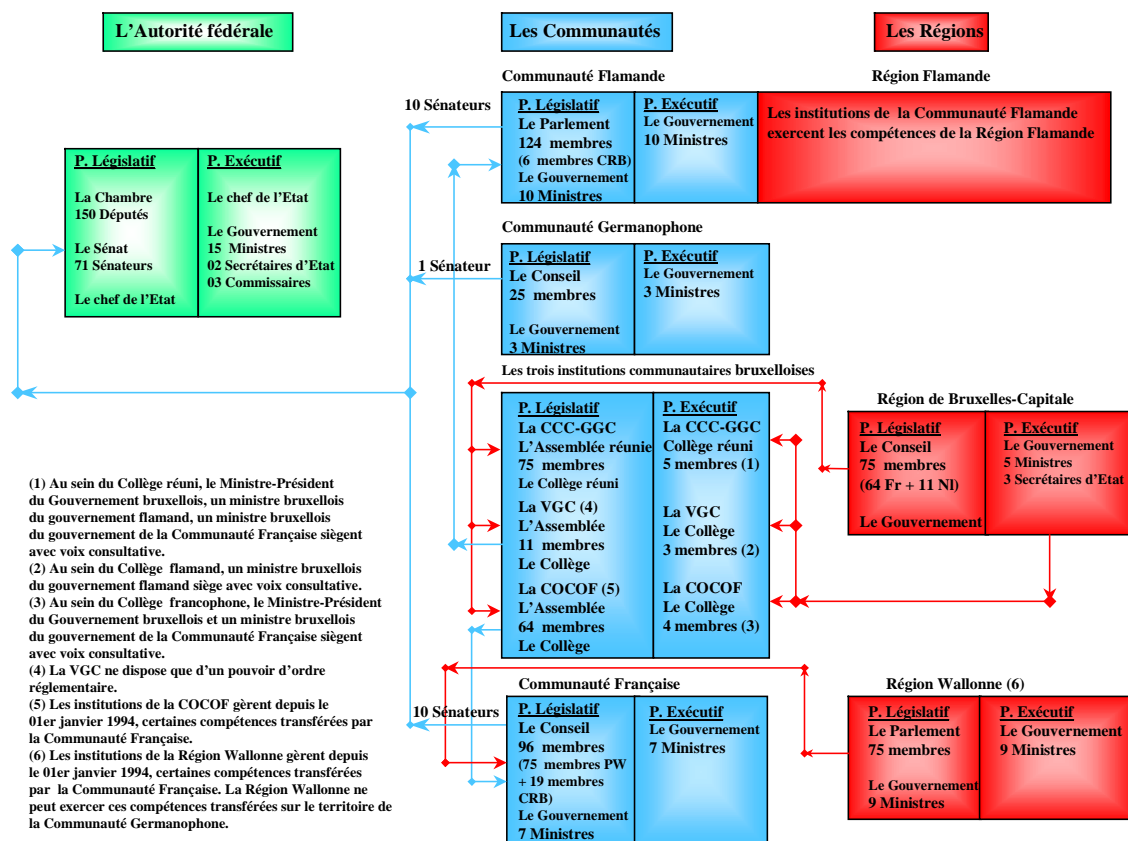 L'Autorité fédérale
Les Communautés
Les Régions
Communauté Flamande
Région Flamande
10 Sénateurs
P. Législatif
Le Parlement
124 membres
(6 membres CRB)
Le Gouvernement
10 Ministres
P. Exécutif
Le Gouvernement
10 Ministres
Les institutions de la Communauté Flamande
exercent les compétences de la Région Flamande
P. Législatif
La Chambre
150 Députés
Le Sénat
71 Sénateurs
Le chef de l'Etat
P. Exécutif
Le chef de l'Etat
Le Gouvernement
15 Ministres
02 Secrétaires d'Etat
03 Commissaires
Communauté Germanophone
1 Sénateur
P. Législatif
Le Conseil
25 membres
Le Gouvernement
3 Ministres
P. Exécutif
Le Gouvernement
3 Ministres
Les trois institutions communautaires bruxelloises
P. Législatif
La CCC-GGC
L'Assemblée réunie
75 membres
Le Collège réuni
La VGC (4)
L'Assemblée
11 membres
Le Collège
La COCOF (5)
L'Assemblée
64 membres
Le Collège
P. Exécutif
La CCC-GGC
Collège réuni
5 membres (1)
La VGC
Le Collège
3 membres (2)
La COCOF
Le Collège
4 membres (3)
Région de Bruxelles-Capitale
P. Législatif
Le Conseil
75 membres
(64 Fr + 11 Nl)
Le Gouvernement
P. Exécutif
Le Gouvernement
5 Ministres
3 Secrétaires d'Etat
(1) Au sein du Collège réuni, le Ministre-Président
du Gouvernement bruxellois, un ministre bruxellois
du gouvernement flamand, un ministre bruxellois
du gouvernement de la Communauté Française siègent
avec voix consultative.
(2) Au sein du Collège flamand, un ministre bruxellois
du gouvernement flamand siège avec voix consultative.
(3) Au sein du Collège francophone, le Ministre-Président
du Gouvernement bruxellois et un ministre bruxellois
du gouvernement de la Communauté Française siègent
avec voix consultative.
(4) La VGC ne dispose que d'un pouvoir d'ordre
réglementaire.
(5) Les institutions de la COCOF gèrent depuis le
01er janvier 1994, certaines compétences transférées par
la Communauté Française.
(6) Les institutions de la Région Wallonne gèrent depuis
le 01er janvier 1994, certaines compétences transférées
par la Communauté Française. La Région Wallonne ne
peut exercer ces compétences transférées sur le territoire de
la Communauté Germanophone.
Communauté Française
10 Sénateurs
P. Législatif
Le Conseil
96 membres
(75 membres PW
+ 19 membres
CRB)
Le Gouvernement
7 Ministres
P. Exécutif
Le Gouvernement
7 Ministres
Région Wallonne (6)
P. Législatif
Le Parlement
75 membres
Le Gouvernement
9 Ministres
P. Exécutif
Le Gouvernement
9 Ministres